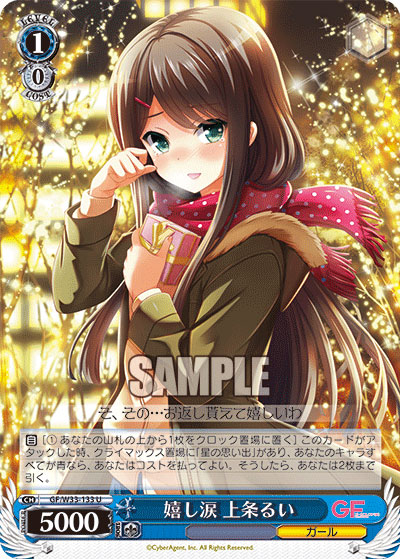 LEVEL
1
0
COST
SAMPLE
そ、その…お返し貰えて嬉しいわ
自 [① あなたの山札の上から1枚をクロック置場に置く] このカードがア
タックした時、クライマックス置場に「星の思い出」があり、あなたのキャラす
べてが青なら、あなたはコストを払ってよい。そうしたら、あなたは2枚まで
引く。
CH GF/W33-133 U
5000
嬉し涙 上条るい
GF
ガール
©CyberAgent, Inc. All Rights Reserved.